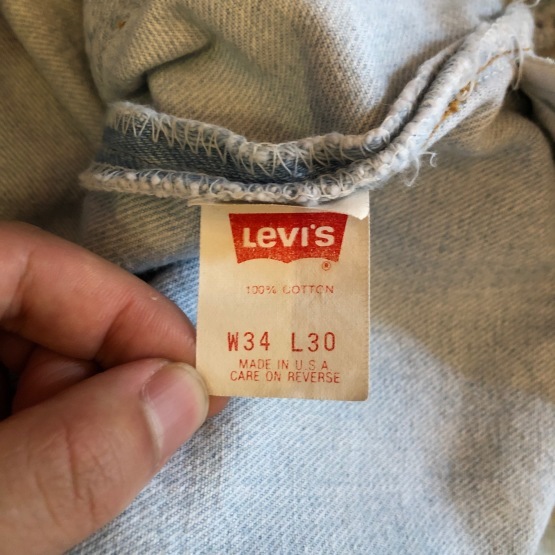 LEVI'S
®
100% COTTON
W34 L30
MADE IN U.S.A
CARE ON REVERSE